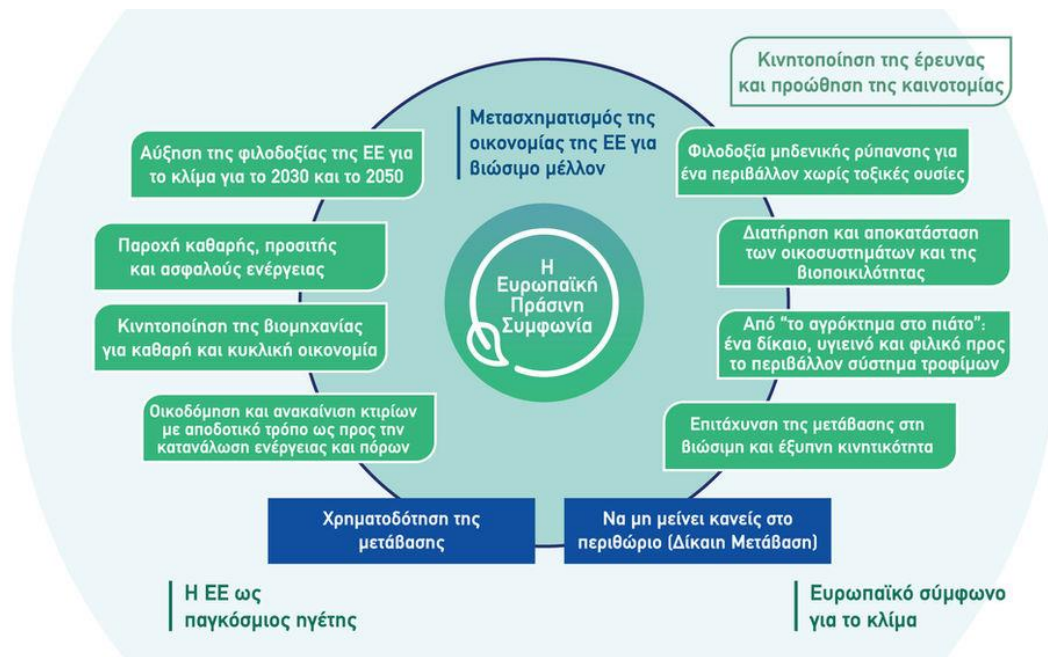 Κινητοποίηση της έρευνας
και προώθηση της καινοτομίας
Μετασχηματισμός της
οικονομίας της ΕΕ για
βιώσιμο μέλλον
Αύξηση της φιλοδοξίας της ΕΕ για
το κλίμα για το 2030 και το 2050
Φιλοδοξία μηδενικής ρύπανσης για
ένα περιβάλλον χωρίς τοξικές ουσίες
Παροχή καθαρής, προσιτής
και ασφαλούς ενέργειας
Διατήρηση και αποκατάσταση
των οικοσυστημάτων και της
βιοποικιλότητας
Η
Ευρωπαϊκή
Πράσινη
Συμφωνία
Κινητοποίηση της βιομηχανίας
για καθαρή και κυκλική οικονομία
Από “το αγρόκτημα στο πιάτο”:
ένα δίκαιο, υγιεινό και φιλικό προς
το περιβάλλον σύστημα τροφίμων
Οικοδόμηση και ανακαίνιση κτιρίων
με αποδοτικό τρόπο ως προς την
κατανάλωση ενέργειας και πόρων
Επιτάχυνση της μετάβασης στη
βιώσιμη και έξυπνη κινητικότητα
Χρηματοδότηση της
μετάβασης
Να μη μείνει κανείς στο
περιθώριο (Δίκαιη Μετάβαση)
Η ΕΕ ως
παγκόσμιος ηγέτης
Ευρωπαϊκό σύμφωνο
για το κλίμα